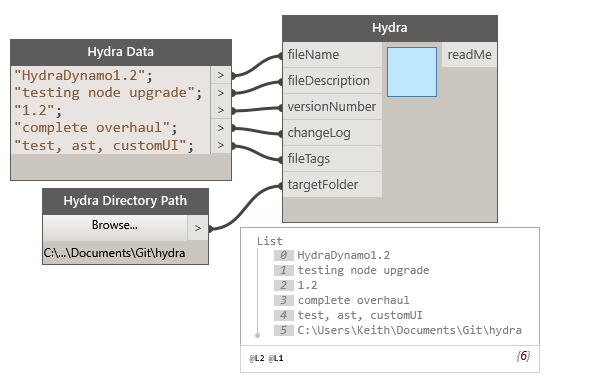 Hydra Data
"HydraDynamo1.2"; >
"testing node upgrade"; >
"1.2"; >
"complete overhaul"; >
"test, ast, customUI"; >
Hydra
fileName readMe
fileDescription
versionNumber
changeLog
fileTags
targetFolder
Hydra Directory Path
Browse... >
C:\...\Documents\Git\hydra
List
0 HydraDynamo1.2
1 testing node upgrade
2 1.2
3 complete overhaul
4 test, ast, customUI
5 C:\Users\Keith\Documents\Git\hydra
@L2 @L1 {6}